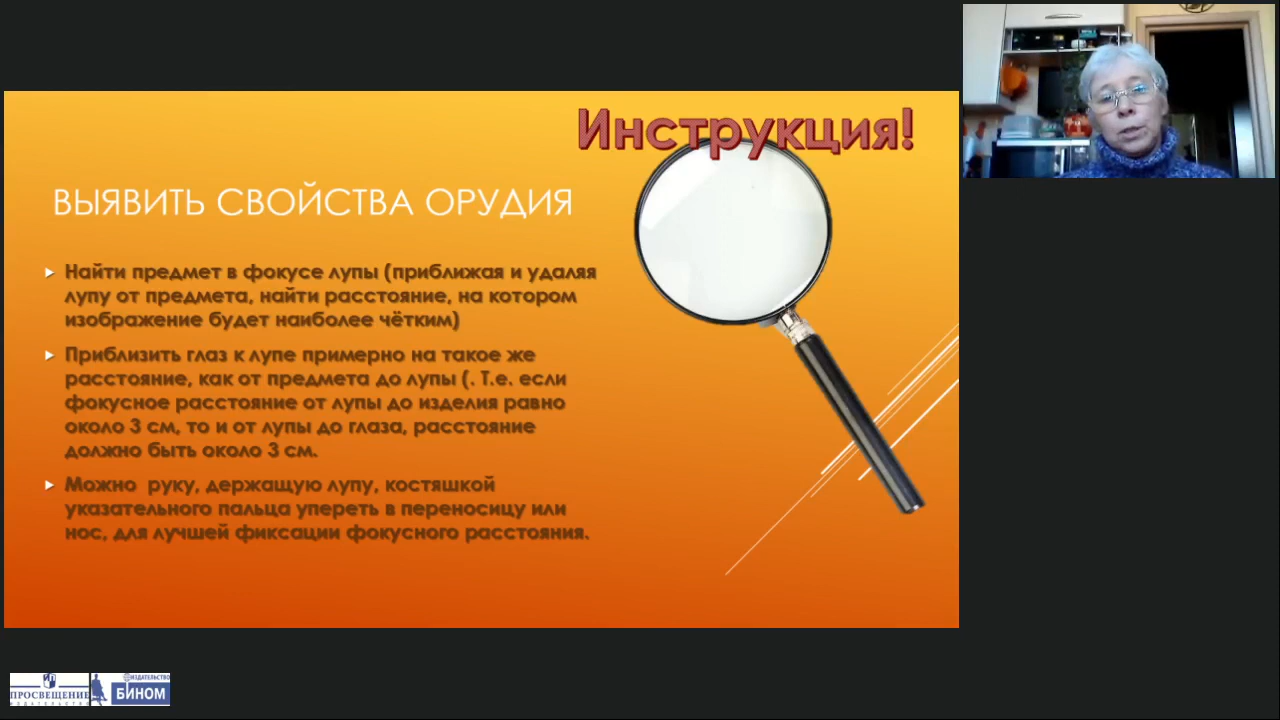 Инструкция!
ВЫЯВИТЬ СВОЙСТВА ОРУДИЯ
Найти предмет в фокусе лупы (приближая и удаляя
лупу от предмета, найти расстояние, на котором
изображение будет наиболее чётким)
Приблизить глаз к лупе примерно на такое же
расстояние, как от предмета до лупы (. Т.е. если
фокусное расстояние от лупы до изделия равно
около 3 см, то и от лупы до глаза, расстояние
должно быть около 3 см.
Можно руку, держащую лупу, костяшкой
указательного пальца упереть в переносицу или
нос, для лучшей фиксации фокусного расстояния.
ПРОСВЕЩЕНИЕ
ИЗДАТЕЛЬСТВО
ИЗДАТЕЛЬСТВО
БИНОМ